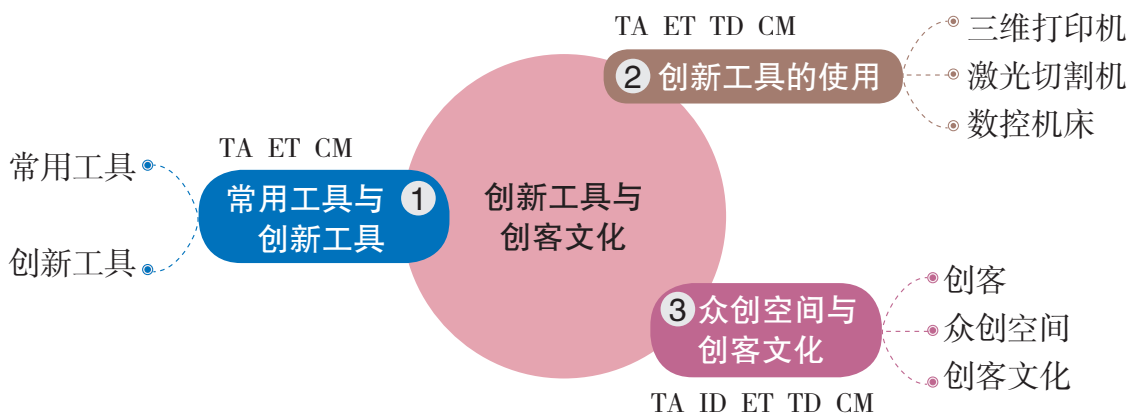 TA ET TD CM
② 创新工具的使用
三维打印机
激光切割机
数控机床
TA ET CM
常用工具与 ①
创新工具
常用工具
创新工具
创新工具与
创客文化
③ 众创空间与
创客文化
创客
众创空间
创客文化
TA ID ET TD CM